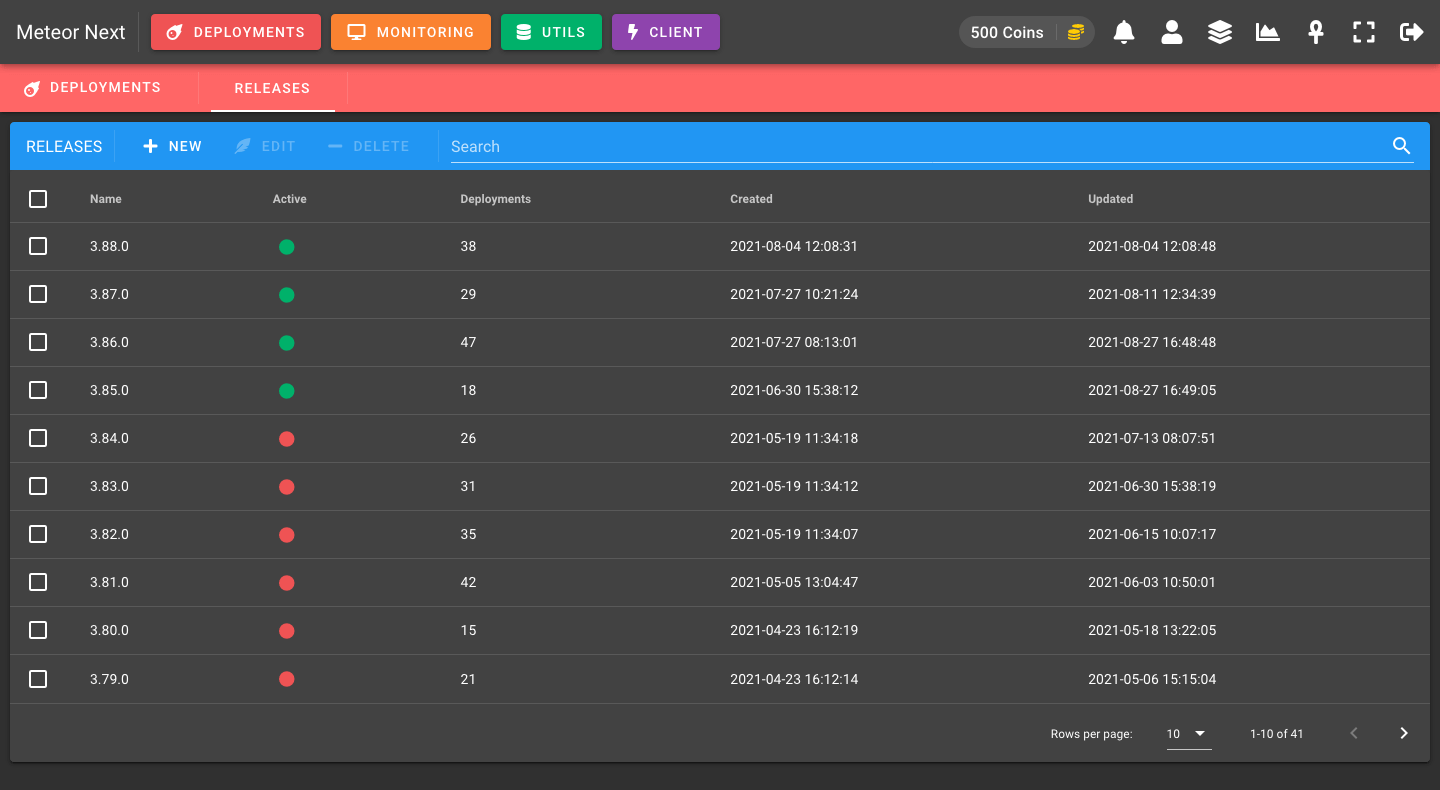 Meteor Next DEPLOYMENTS MONITORING UTILS CLIENT 500 Coins
DEPLOYMENTS RELEASES
RELEASES NEW EDIT DELETE Search
Name Active Deployments Created Updated
3.88.0 38 2021-08-04 12:08:31 2021-08-04 12:08:48
3.87.0 29 2021-07-27 10:21:24 2021-08-11 12:34:39
3.86.0 47 2021-07-27 08:13:01 2021-08-27 16:48:48
3.85.0 18 2021-06-30 15:38:12 2021-08-27 16:49:05
3.84.0 26 2021-05-19 11:34:18 2021-07-13 08:07:51
3.83.0 31 2021-05-19 11:34:12 2021-06-30 15:38:19
3.82.0 35 2021-05-19 11:34:07 2021-06-15 10:07:17
3.81.0 42 2021-05-05 13:04:47 2021-06-03 10:50:01
3.80.0 15 2021-04-23 16:12:19 2021-05-18 13:22:05
3.79.0 21 2021-04-23 16:12:14 2021-05-06 15:15:04
Rows per page: 10 1-10 of 41